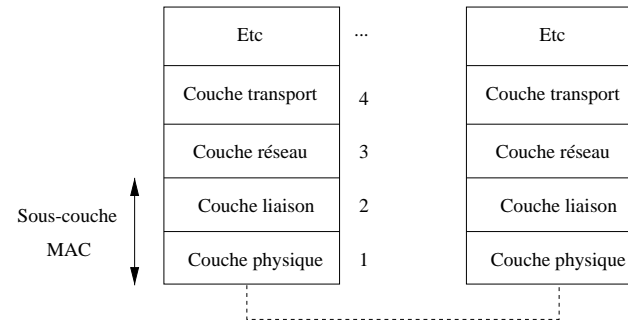 Etc
...
Etc
Couche transport
4
Couche transport
Couche réseau
3
Couche réseau
Sous-couche
MAC
Couche liaison
2
Couche liaison
Couche physique
1
Couche physique